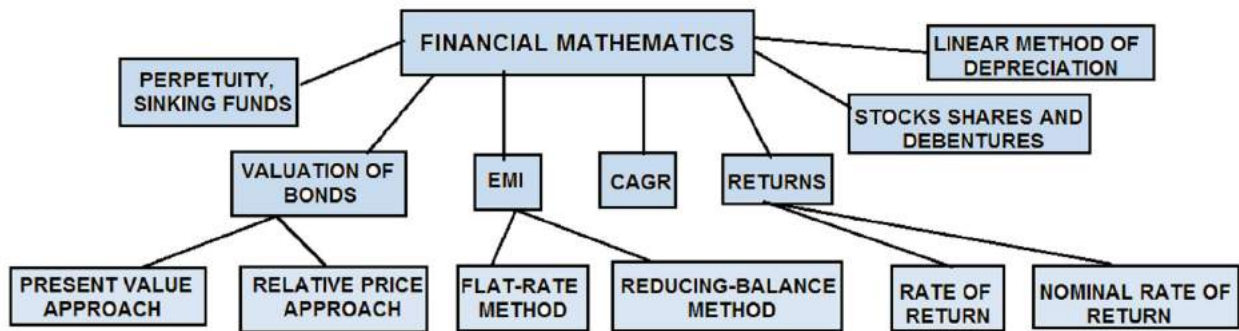 FINANCIAL MATHEMATICS
LINEAR METHOD OF
DEPRECIATION
PERPETUITY,
SINKING FUNDS
STOCKS SHARES AND
DEBENTURES
VALUATION OF
BONDS
EMI
CAGR
RETURNS
PRESENT VALUE
APPROACH
RELATIVE PRICE
APPROACH
FLAT-RATE
METHOD
REDUCING-BALANCE
METHOD
RATE OF
RETURN
NOMINAL RATE OF
RETURN